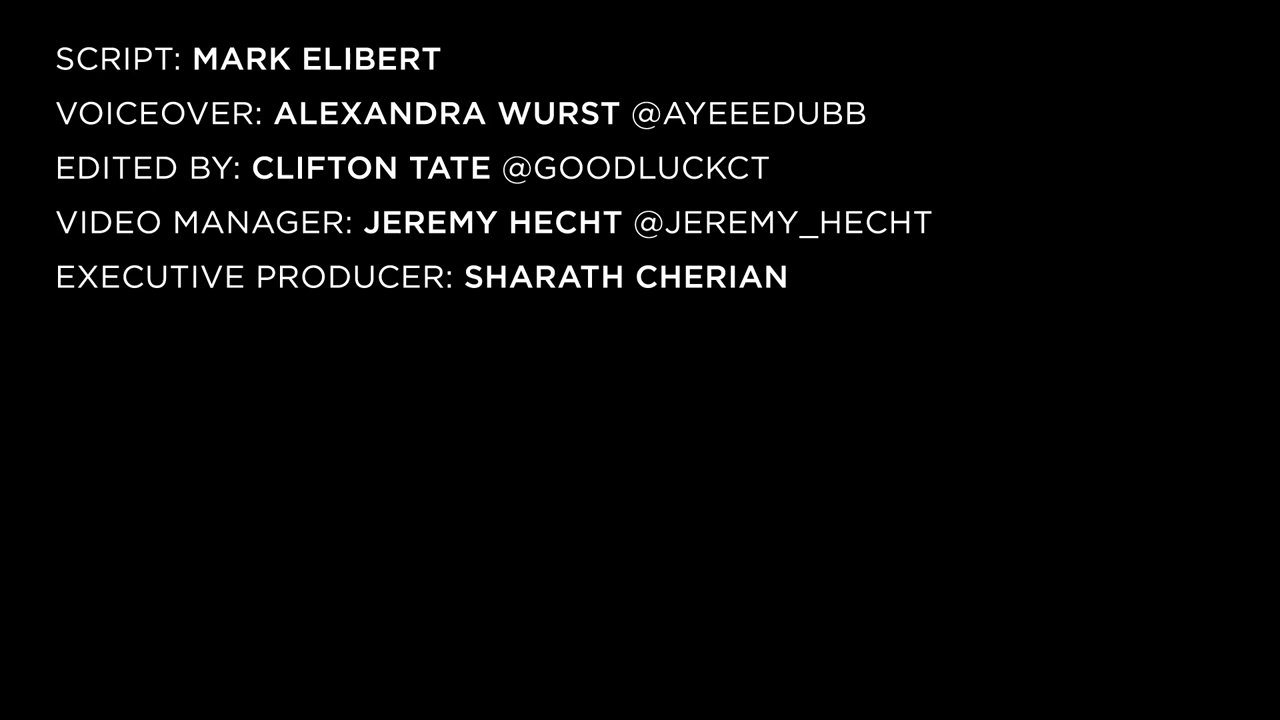 SCRIPT: MARK ELIBERT
VOICEOVER: ALEXANDRA WURST @AYEEEDUBB
EDITED BY: CLIFTON TATE @GOODLUCKCT
VIDEO MANAGER: JEREMY HECHT @JEREMY_HECHT
EXECUTIVE PRODUCER: SHARATH CHERIAN